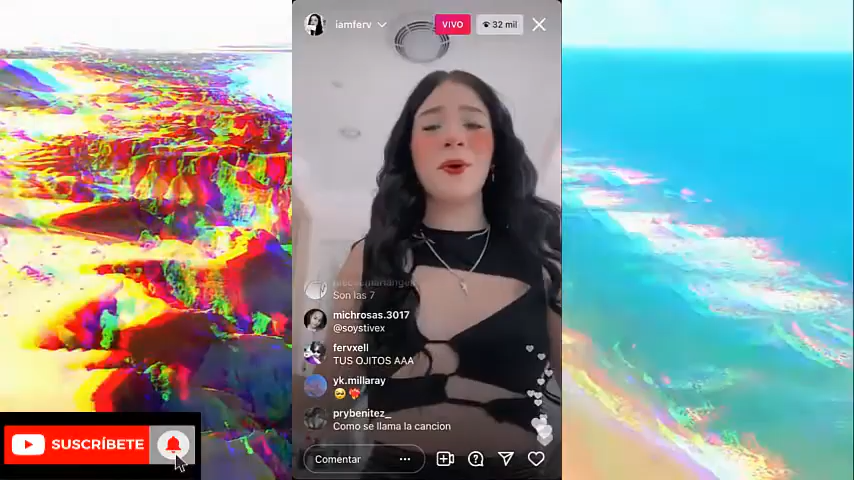 iamferv
VIVO
32 mil
Son las 7
michrosas.3017
@soystivex
fervxell
TUS OJITOS AAA
yk.millaray
prybenitez_
Como se llama la cancion
Comentar
SUSCRÍBETE